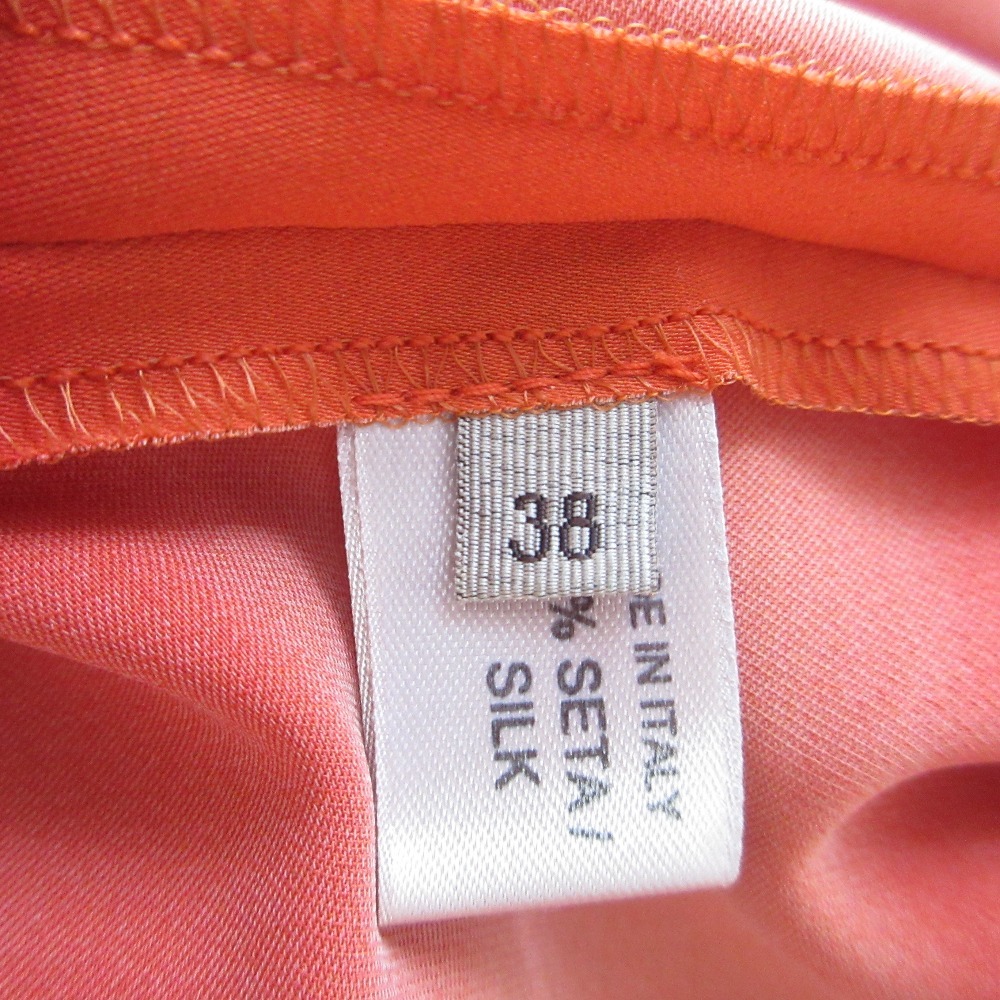 38
IN ITALY
% SETA /
SILK